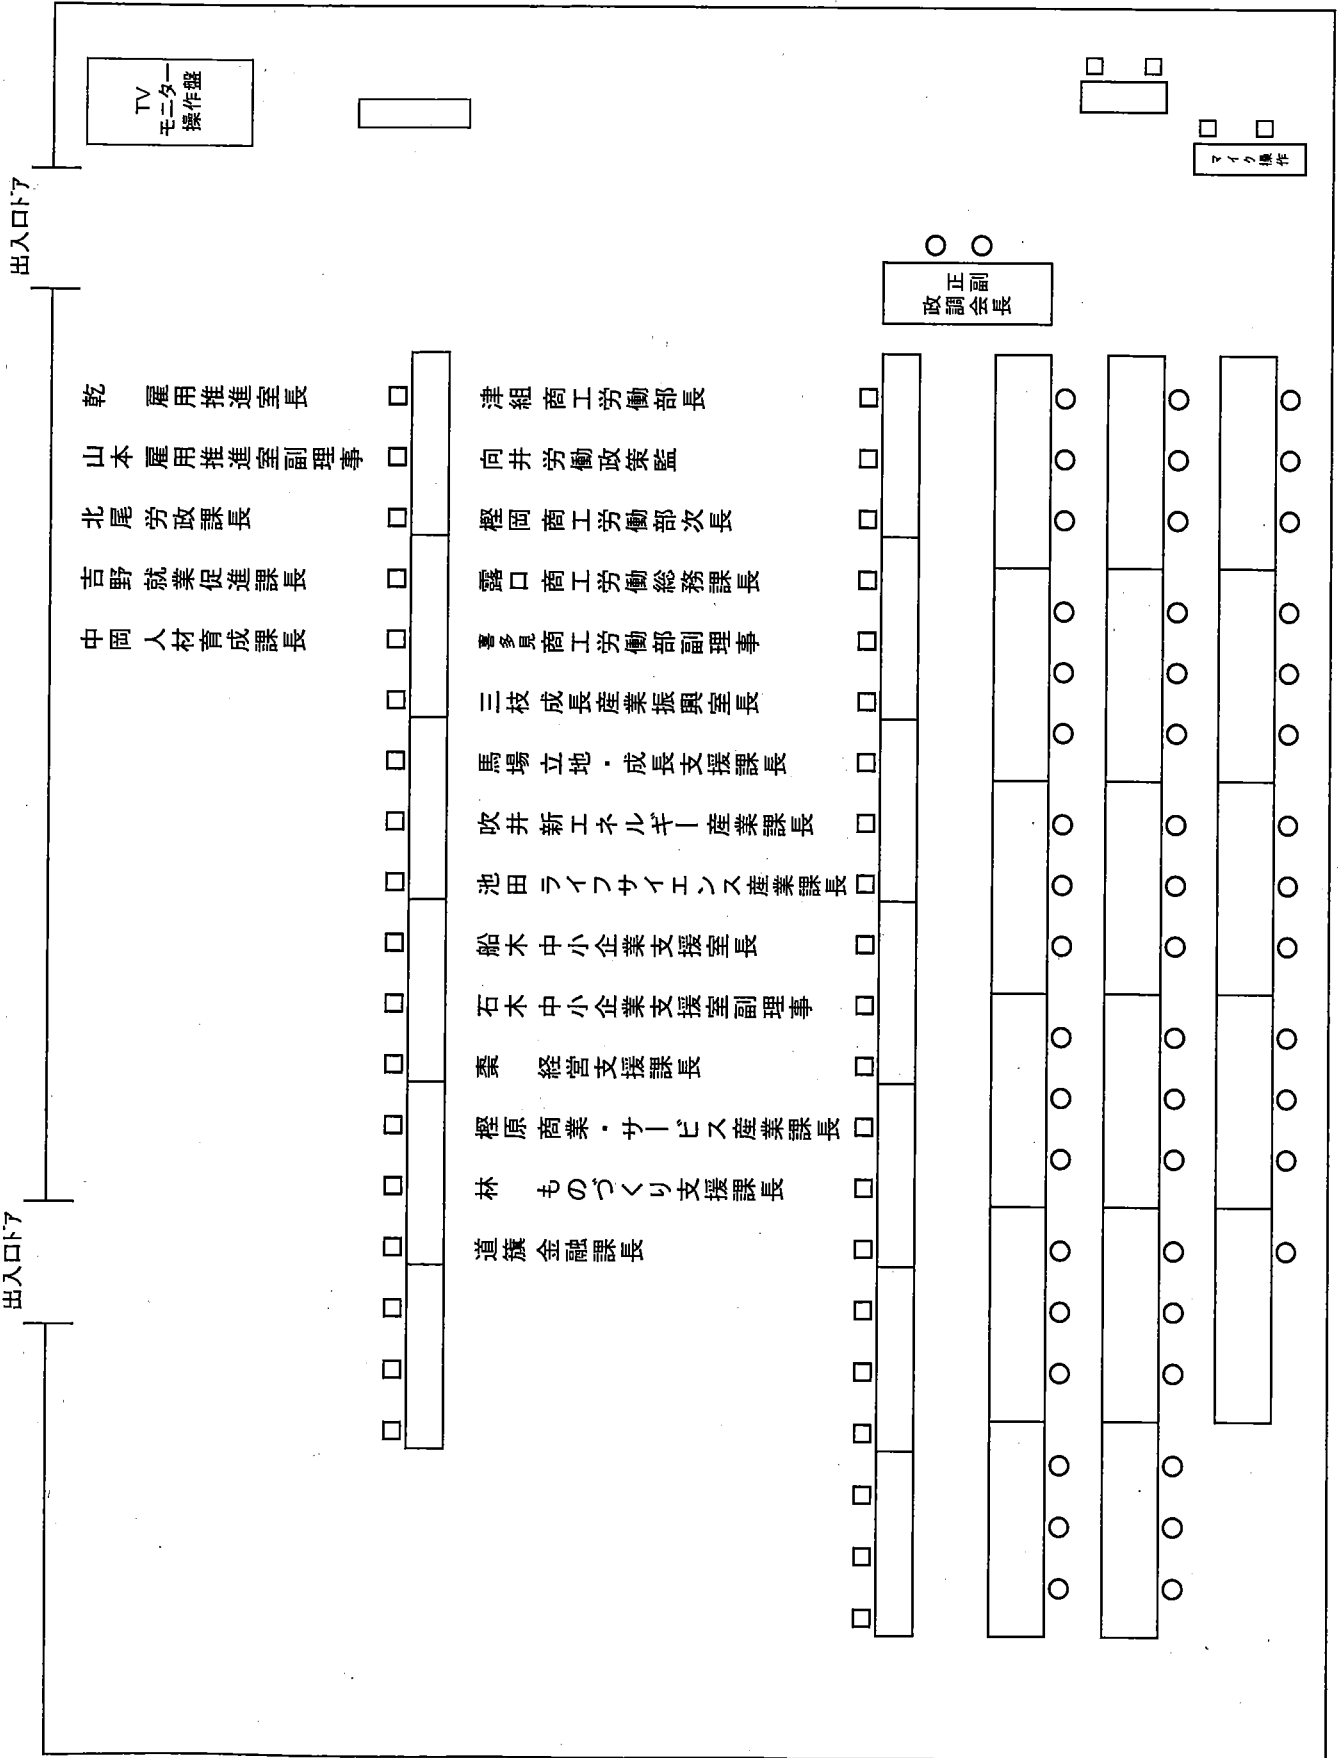 出入口ドア
TV
モニター
操作盤
マイク操作
正副
政調会長
乾 雇用推進室長
山本 雇用推進室副理事
北尾 労政課長
吉野 就業促進課長
中岡 人材育成課長
津組 商工労働部長
向井 労働政策監
樫岡 商工労働部次長
露口 商工労働総務課長
喜多見 商工労働部副理事
三枝 成長産業振興室長
馬場 立地・成長支援課長
吹井 新エネルギー産業課長
池田 ライフサイエンス産業課長
船木 中小企業支援室長
石木 中小企業支援室副理事
棗 経営支援課長
樫原 商業・サービス産業課長
林 ものづくり支援課長
道籏 金融課長
出入口ドア